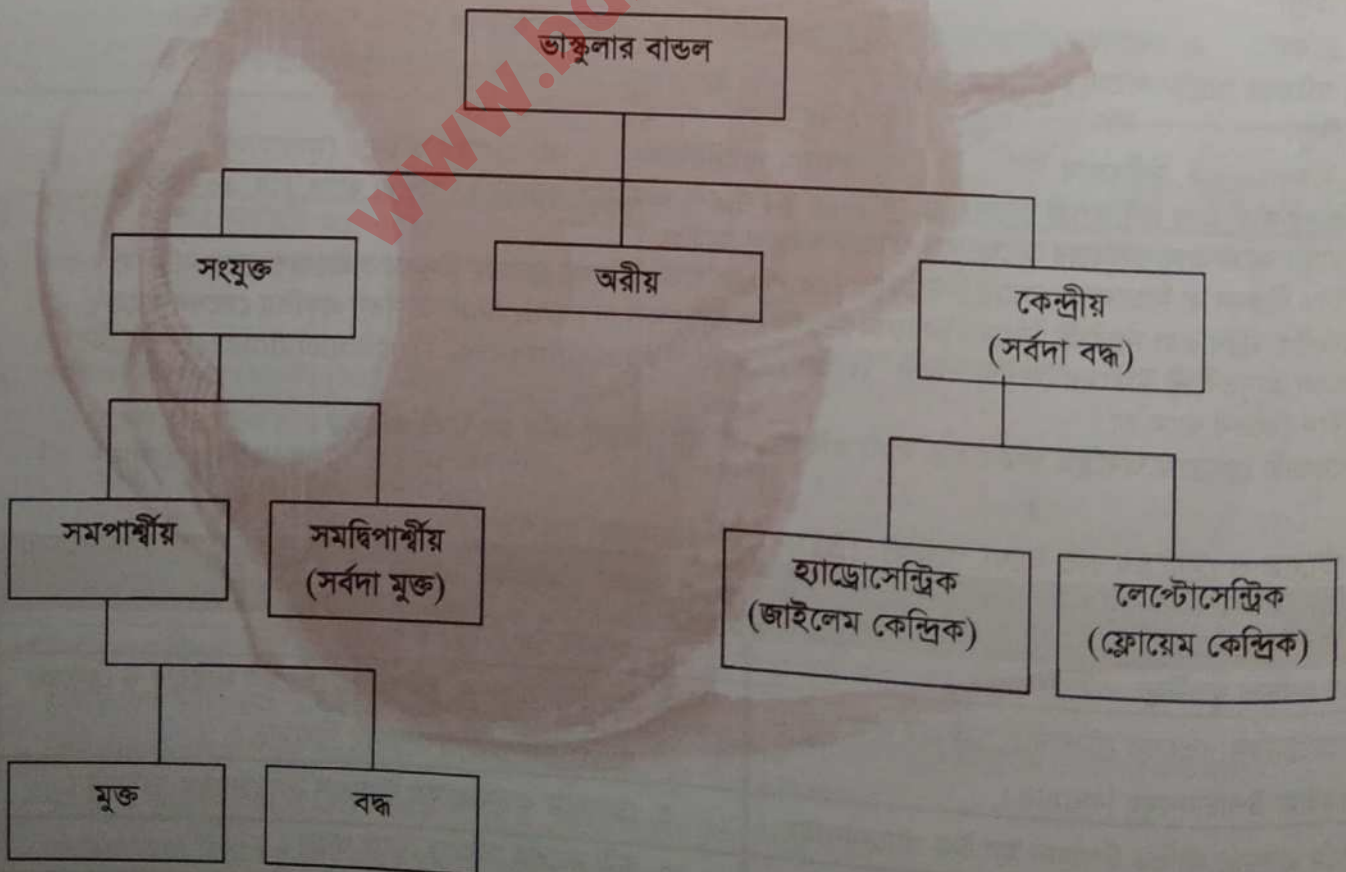 ভাস্কুলার বান্ডল
সংযুক্ত
অরীয়
কেন্দ্রীয়
(সর্বদা বদ্ধ)
সমপার্শ্বীয়
সমদ্বিপার্শ্বীয়
(সর্বদা মুক্ত)
হ্যাড্রোসেন্ট্রিক
(জাইলেম কেন্দ্রিক)
লেপ্টোসেন্ট্রিক
(ফ্লোয়েম কেন্দ্রিক)
মুক্ত
বদ্ধ